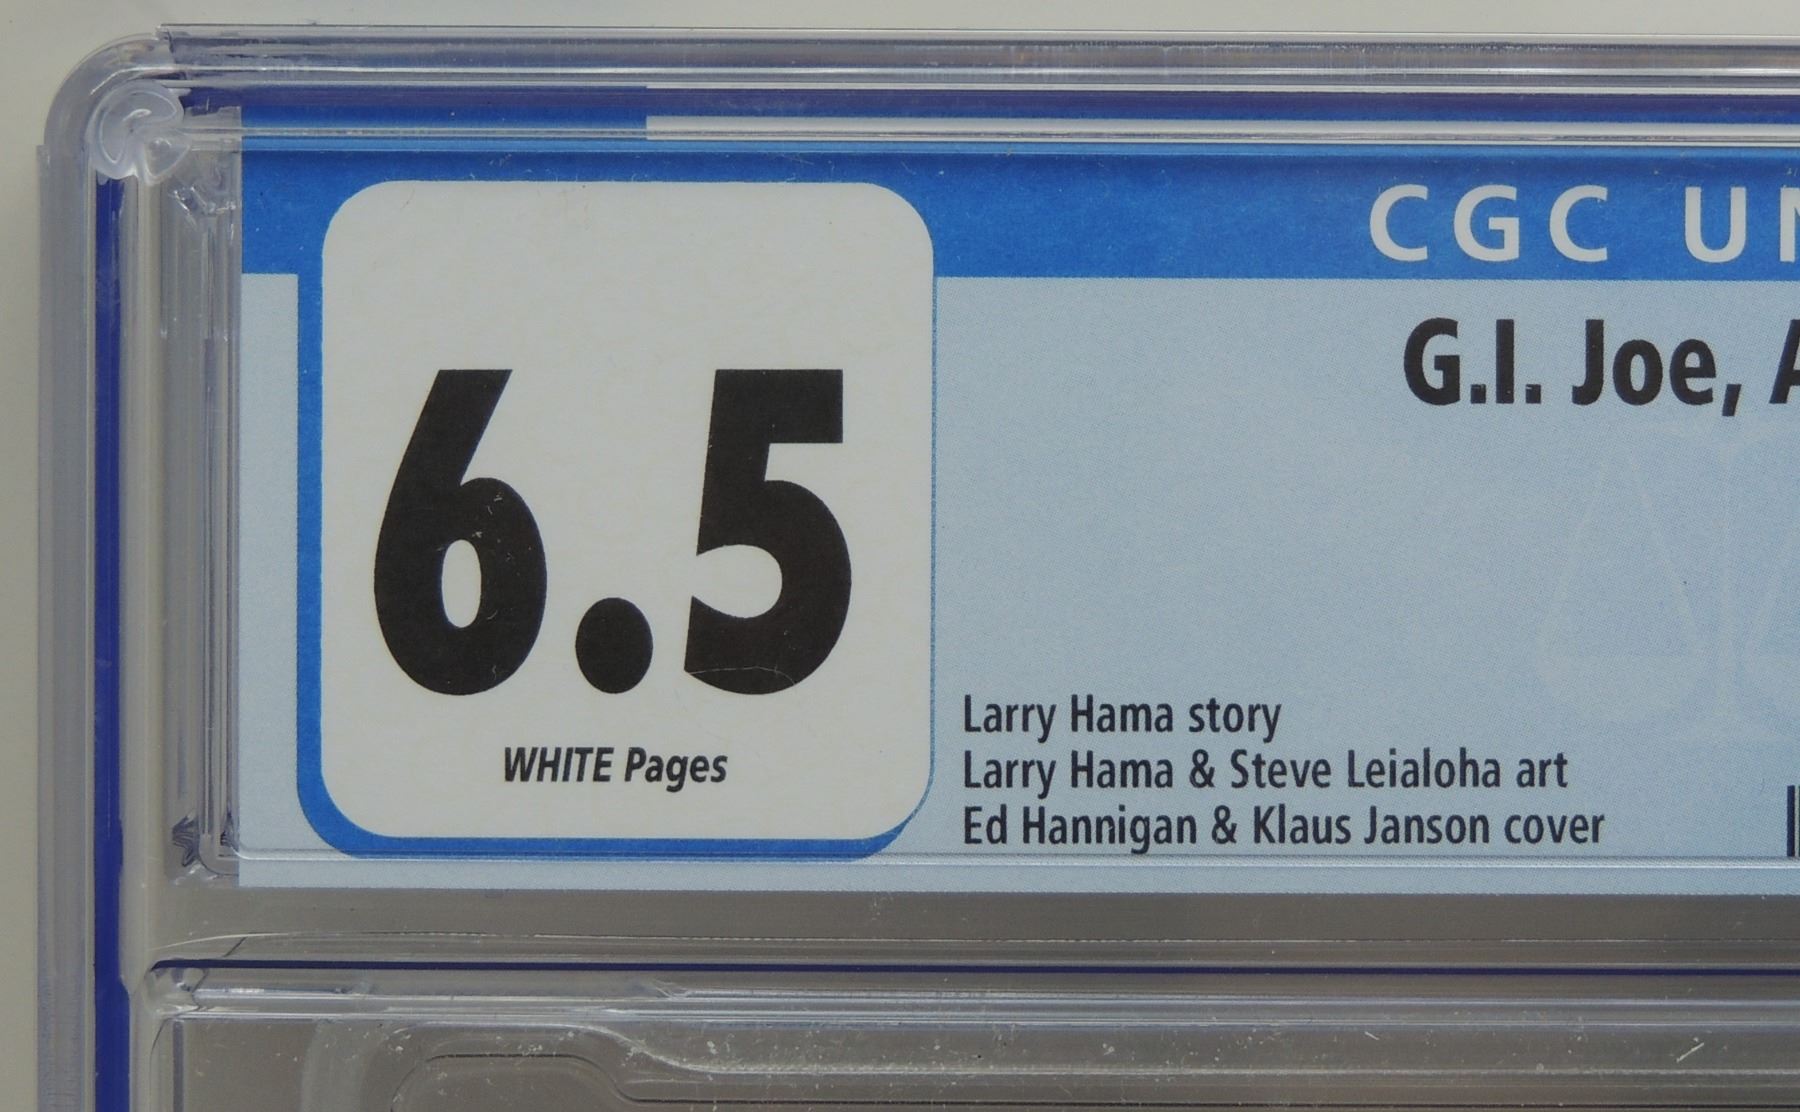 CGC UN
G.I. Joe, A
6.5
WHITE Pages
Larry Hama story
Larry Hama & Steve Leialoha art
Ed Hannigan & Klaus Janson cover